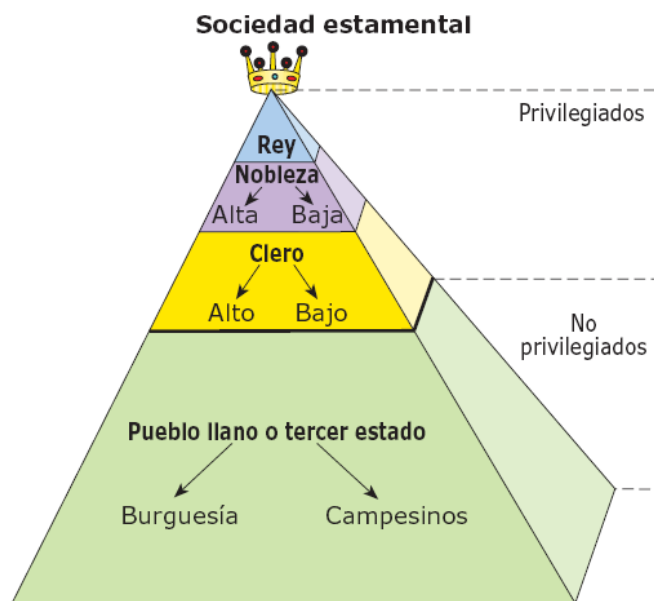 Sociedad estamental
Privilegiados
Rey
Nobleza
Alta Baja
Clero
Alto Bajo
No
privilegiados
Pueblo llano o tercer estado
Burguesía Campesinos